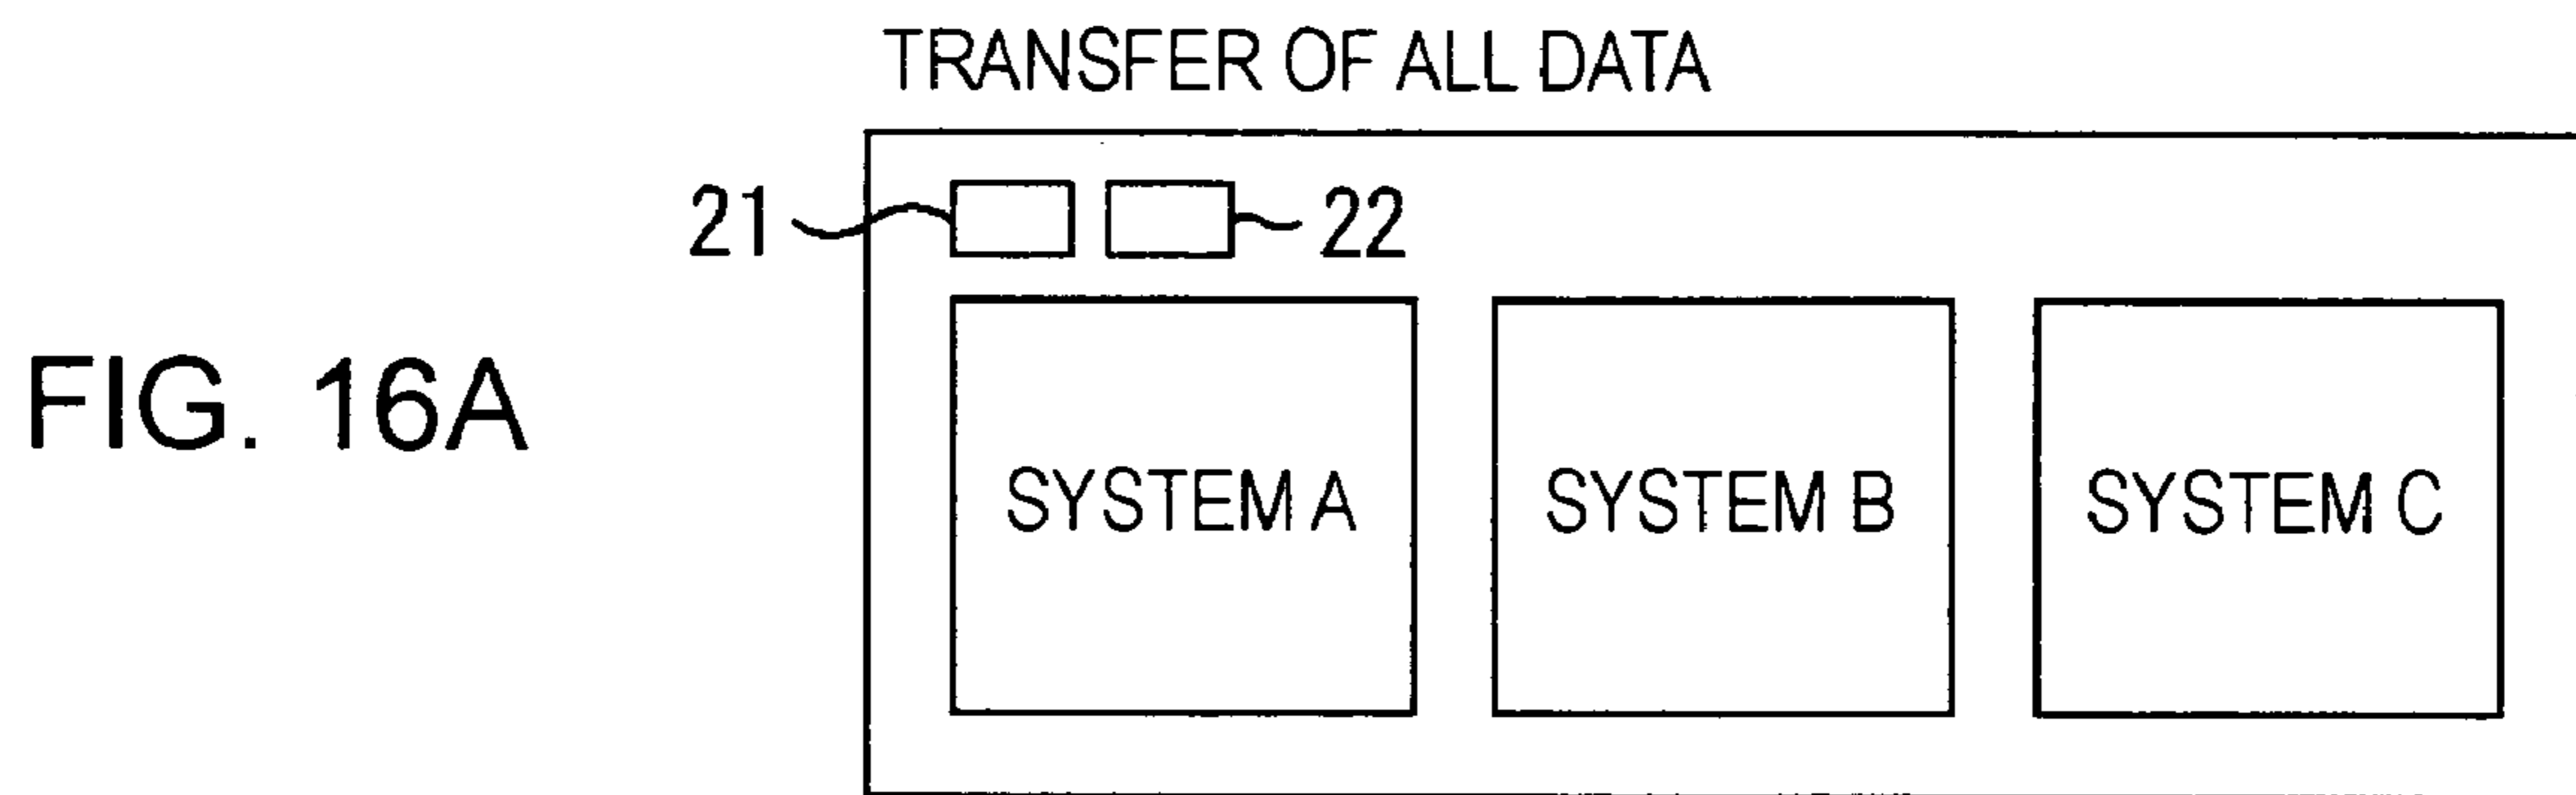 TRANSFER OF ALL DATA
21 22
FIG. 16A
SYSTEM A SYSTEM B SYSTEM C